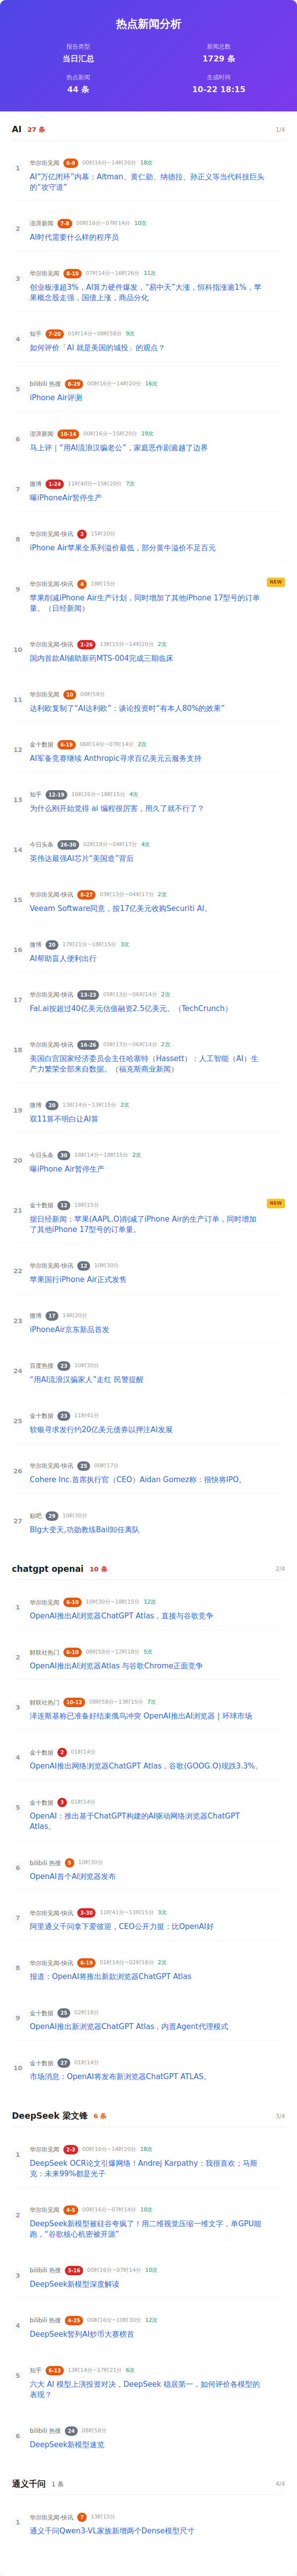 热点新闻分析
报告类型
新闻总数
当日汇总
1729 条
热点新闻
生成时间
44 条
10-22 18:15
AI 27 条 1/4
1 华尔街见闻 6-9 00时16分~14时20分 18次
AI“万亿闭环”内幕：Altman、黄仁勋、纳德拉、孙正义等当代科技巨头
的“攻守道”
2 澎湃新闻 7-8 00时16分~07时14分 10次
AI时代需要什么样的程序员
3 华尔街见闻 8-10 07时14分~16时26分 11次
创业板涨超3%，AI算力硬件爆发，“易中天”大涨，恒科指涨逾1%，苹
果概念股走强，国债上涨，商品分化
4 知乎 7-20 01时14分~08时58分 9次
如何评价「AI 就是美国的城投」的观点？
5 bilibili 热搜 8-29 00时16分~14时20分 16次
iPhone Air评测
6 澎湃新闻 10-14 00时16分~15时20分 19次
马上评｜“用AI流浪汉骗老公”，家庭恶作剧逾越了边界
7 微博 1-24 11时40分~15时20分 7次
曝iPhoneAir暂停生产
8 华尔街见闻-快讯 2 15时20分
iPhone Air苹果全系列溢价最低，部分黄牛溢价不足百元
9 华尔街见闻-快讯 4 18时15分 NEW
苹果削减iPhone Air生产计划，同时增加了其他iPhone 17型号的订单
量。（日经新闻）
10 华尔街见闻-快讯 2-26 13时15分~14时20分 2次
国内首款AI辅助新药MTS-004完成三期临床
11 华尔街见闻 10 08时58分
达利欧复制了“AI达利欧”：谈论投资时“有本人80%的效果”
12 金十数据 6-19 06时14分~07时14分 2次
AI军备竞赛继续 Anthropic寻求百亿美元云服务支持
13 知乎 12-19 16时26分~18时15分 4次
为什么刚开始觉得 ai 编程很厉害，用久了就不行了？
14 今日头条 26-30 02时18分~04时17分 4次
英伟达最强AI芯片“美国造”背后
15 华尔街见闻-快讯 8-27 03时13分~04时17分 2次
Veeam Software同意，按17亿美元收购Securiti AI。
16 微博 20 17时21分~18时15分 3次
AI帮助盲人便利出行
17 华尔街见闻-快讯 13-23 05时13分~06时14分 2次
Fal.ai按超过40亿美元估值融资2.5亿美元。（TechCrunch）
18 华尔街见闻-快讯 16-26 05时13分~06时14分 2次
美国白宫国家经济委员会主任哈塞特（Hassett）：人工智能（AI）生
产力繁荣全部来自数据。（福克斯商业新闻）
19 微博 20 13时14分~13时15分 2次
双11算不明白让AI算
20 今日头条 30 18时14分~18时15分 2次
曝iPhone Air暂停生产
21 金十数据 12 18时15分 NEW
据日经新闻：苹果(AAPL.O)削减了iPhone Air的生产订单，同时增加
了其他iPhone 17型号的订单量。
22 华尔街见闻-快讯 12 10时30分
苹果国行iPhone Air正式发售
23 微博 17 14时20分
iPhoneAir京东新品首发
24 百度热搜 23 10时30分
“用AI流浪汉骗家人”走红 民警提醒
25 金十数据 23 11时41分
软银寻求发行约20亿美元债券以押注AI发展
26 华尔街见闻-快讯 25 00时17分
Cohere Inc.首席执行官（CEO）Aidan Gomez称：很快将IPO。
27 贴吧 29 10时30分
Blg大变天,功勋教练Bail卸任离队
chatgpt openai 10 条 2/4
1 华尔街见闻 6-10 10时30分~18时15分 12次
OpenAI推出AI浏览器ChatGPT Atlas，直接与谷歌竞争
2 财联社热门 6-10 08时58分~12时19分 5次
OpenAI推出AI浏览器Atlas 与谷歌Chrome正面竞争
3 财联社热门 10-12 00时58分~13时15分 7次
泽连斯基称已准备好结束俄乌冲突 OpenAI推出AI浏览器 | 环球市场
4 金十数据 2 01时14分
OpenAI推出网络浏览器ChatGPT Atlas，谷歌(GOOG.O)现跌3.3%。
5 金十数据 3 01时14分
OpenAI：推出基于ChatGPT构建的AI驱动网络浏览器ChatGPT
Atlas。
6 bilibili 热搜 9 10时30分
OpenAI首个AI浏览器发布
7 华尔街见闻-快讯 3-30 11时41分~13时15分 3次
阿里通义千问拿下爱彼迎，CEO公开力挺：比OpenAI好
8 华尔街见闻-快讯 6-19 01时14分~02时18分 2次
报道：OpenAI将推出新款浏览器ChatGPT Atlas
9 金十数据 25 02时18分
OpenAI推出新浏览器ChatGPT Atlas，内置Agent代理模式
10 金十数据 27 01时14分
市场消息：OpenAI将发布新浏览器ChatGPT ATLAS。
DeepSeek 梁文锋 6 条 3/4
1 华尔街见闻 2-3 00时16分~14时20分 18次
DeepSeek OCR论文引爆网络！Andrej Karpathy：我很喜欢；马斯
克：未来99%都是光子
2 华尔街见闻 4-5 00时16分~07时14分 10次
DeepSeek新模型被硅谷夸疯了！用二维视觉压缩一维文字，单GPU能
跑，“谷歌核心机密被开源”
3 bilibili 热搜 3-16 00时16分~07时14分 10次
DeepSeek新模型深度解读
4 bilibili 热搜 4-25 00时16分~10时30分 12次
DeepSeek暂列AI炒币大赛榜首
5 知乎 6-13 13时14分~17时21分 6次
六大 AI 模型上演投资对决，DeepSeek 稳居第一，如何评价各模型的
表现？
6 bilibili 热搜 24 08时58分
DeepSeek新模型速览
通义千问 1 条 4/4
1 华尔街见闻-快讯 7 13时15分
通义千问Qwen3-VL家族新增两个Dense模型尺寸